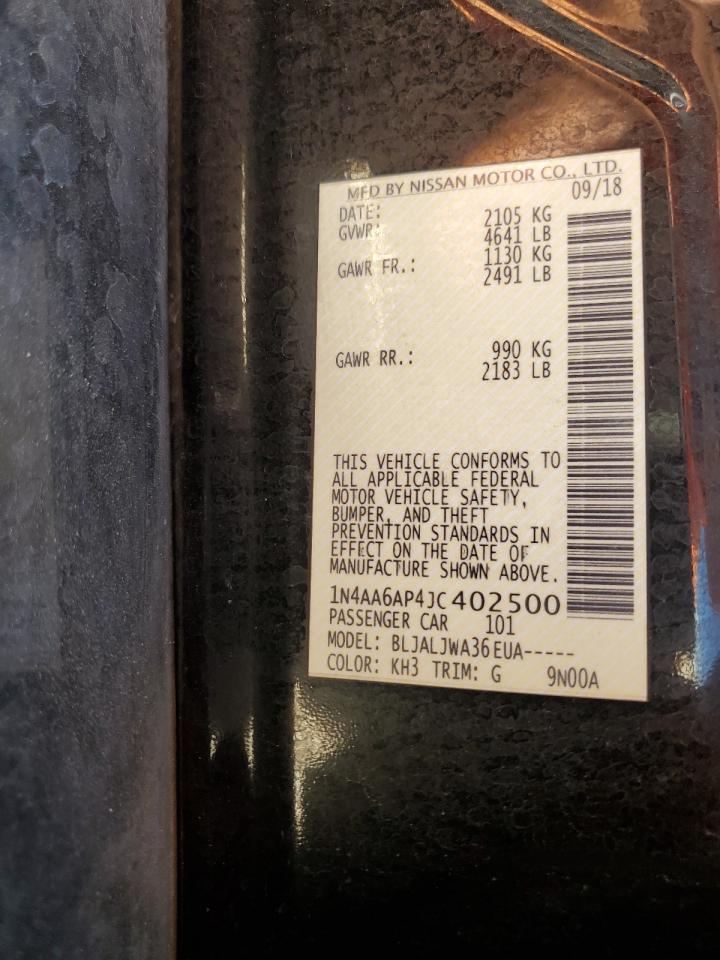 MFD BY NISSAN MOTOR CO., LTD.
DATE: 09/18
GVWR: 2105 KG
4641 LB
GAWR FR.: 1130 KG
2491 LB
GAWR RR.: 990 KG
2183 LB
THIS VEHICLE CONFORMS TO
ALL APPLICABLE FEDERAL
MOTOR VEHICLE SAFETY,
BUMPER, AND THEFT
PREVENTION STANDARDS IN
EFFECT ON THE DATE OF
MANUFACTURE SHOWN ABOVE.
1N4AA6AP4JC402500
PASSENGER CAR 101
MODEL: BLJALJWA36EUA-----
COLOR: KH3 TRIM: G 9N00A